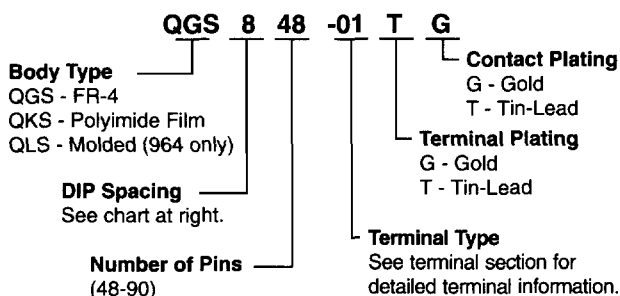 QGS 8 48 -01 T G
Body Type
QGS - FR-4
QKS - Polyimide Film
QLS - Molded (964 only)
DIP Spacing
See chart at right.
Number of Pins
(48-90)
Contact Plating
G - Gold
T - Tin-Lead
Terminal Plating
G - Gold
T - Tin-Lead
Terminal Type
See terminal section for
detailed terminal information.